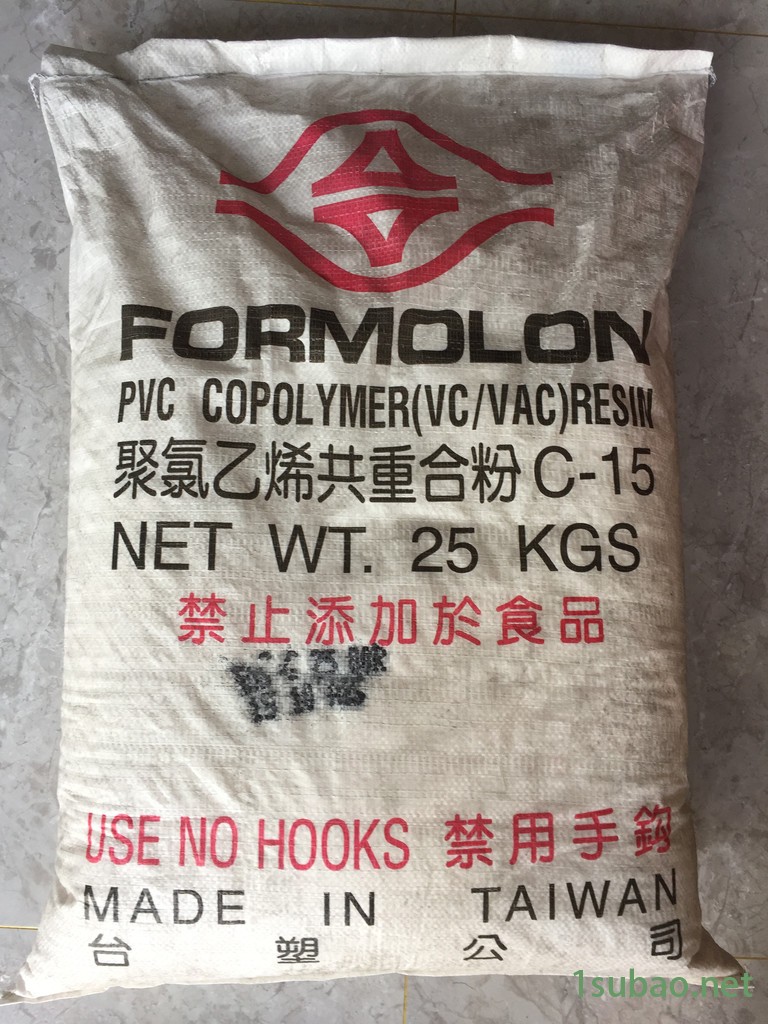 FORMOLON
PVC COPOLYMER(VC/VAC)RESIN
聚氯乙烯共重合粉 C-15
NET WT. 25 KGS
禁止添加於食品
USE NO HOOKS 禁用手鈎
MADE IN TAIWAN
台塑公司
1subao.net